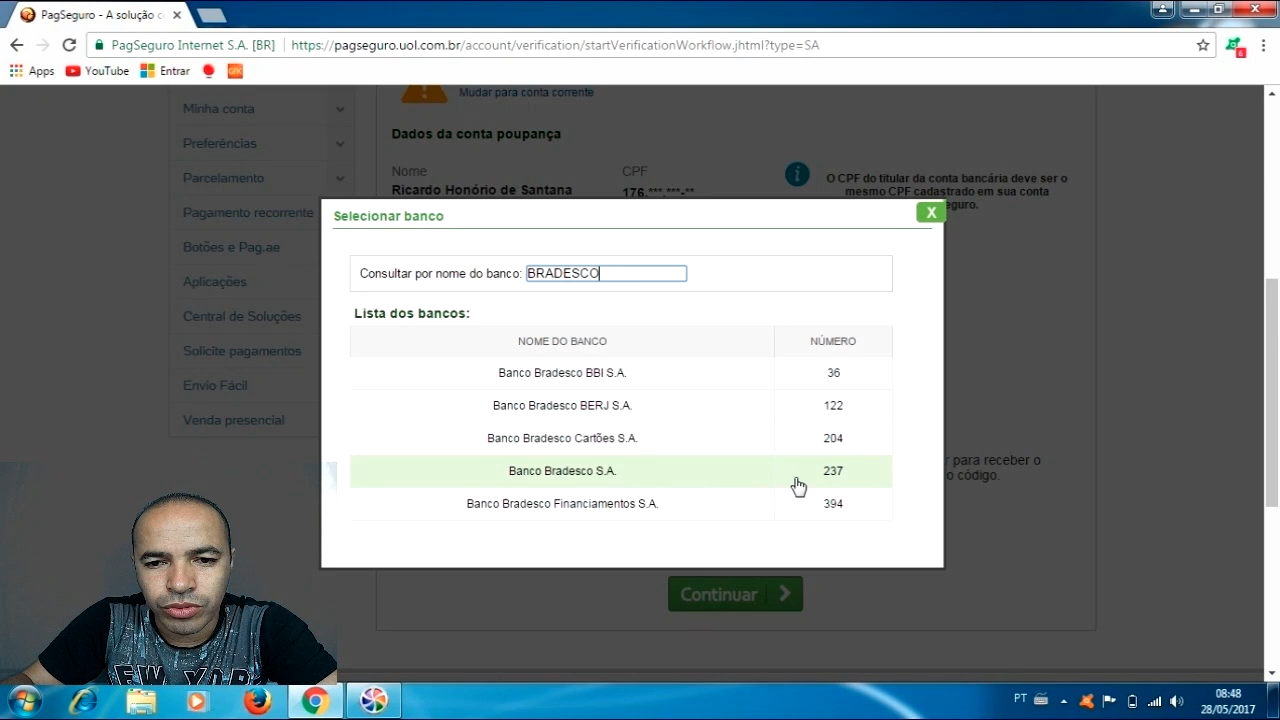 PagSeguro - A solução c
PagSeguro Internet S.A. [BR]
https://pagseguro.uol.com.br/account/verification/startVerificationWorkflow.jhtml?type=SA
6
Apps
YouTube
Entrar
Minha conta
Preferências
Parcelamento
Pagamento recorrente
Botões e Pag.ae
Aplicações
Central de Soluções
Solicite pagamentos
Envio Fácil
Venda presencial
Mudar para conta corrente
Dados da conta poupança
Nome
CPF
Ricardo Honório de Santana
176.***.***-**
O CPF do titular da conta bancária deve ser o
mesmo CPF cadastrado em sua conta
eguro.
Selecionar banco
X
Consultar por nome do banco: BRADESCO
Lista dos bancos:
NOME DO BANCO NÚMERO
Banco Bradesco BBI S.A. 36
Banco Bradesco BERJ S.A. 122
Banco Bradesco Cartões S.A. 204
Banco Bradesco S.A. 237
Banco Bradesco Financiamentos S.A. 394
para receber o
o código.
Continuar
NEW YORK
PT
08:48
28/05/2017